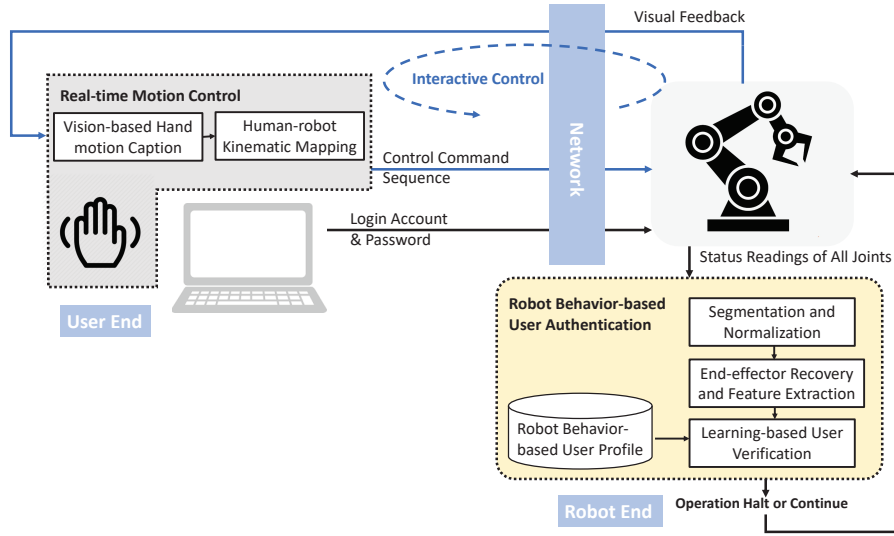 Visual Feedback
Interactive Control
Real-time Motion Control
Vision-based Hand
motion Caption
Human-robot
Kinematic Mapping
Network
Control Command
Sequence
Login Account
& Password
Status Readings of All Joints
User End
Robot Behavior-based
User Authentication
Segmentation and
Normalization
End-effector Recovery
and Feature Extraction
Robot Behavior-
based User Profile
Learning-based User
Verification
Robot End
Operation Halt or Continue